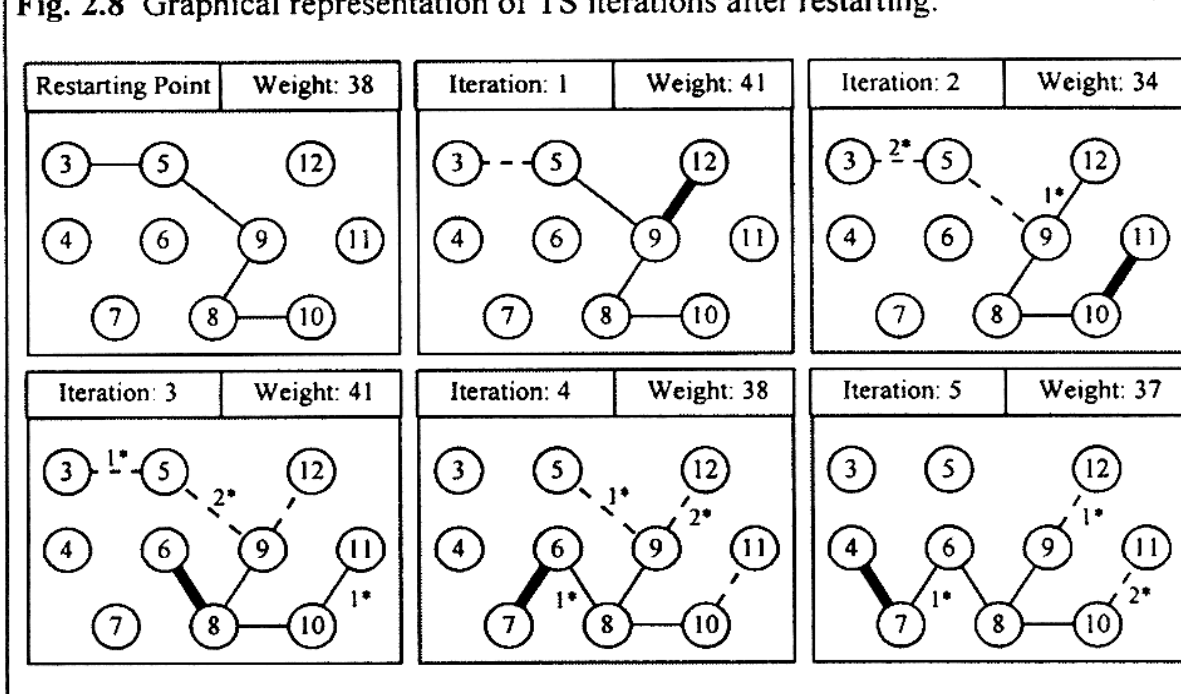 Fig. 2.8 Graphical representation of TS iterations after restarting.
Restarting Point Weight: 38
3 5 12
4 6 9 11
7 8 10
Iteration: 1 Weight: 41
3 5 12
4 6 9 11
7 8 10
Iteration: 2 Weight: 34
3 2* 5 12
1*
4 6 9 11
7 8 10
Iteration: 3 Weight: 41
3 1* 5 12
2*
4 6 9 11
1*
7 8 10
Iteration: 4 Weight: 38
3 5 12
1* 2*
4 6 9 11
1*
7 8 10
Iteration: 5 Weight: 37
3 5 12
1*
4 6 9 11
1* 2*
7 8 10